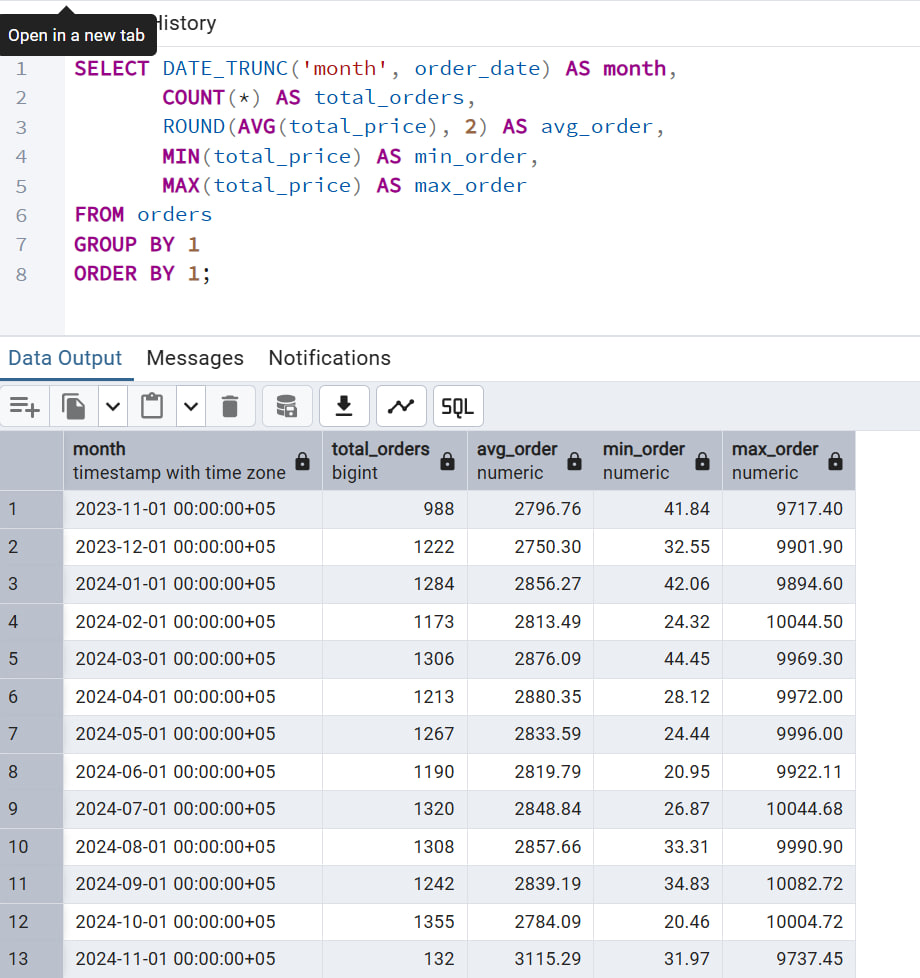 Open in a new tab
History
1 SELECT DATE_TRUNC('month', order_date) AS month,
2 COUNT(*) AS total_orders,
3 ROUND(AVG(total_price), 2) AS avg_order,
4 MIN(total_price) AS min_order,
5 MAX(total_price) AS max_order
6 FROM orders
7 GROUP BY 1
8 ORDER BY 1;
Data Output Messages Notifications
SQL
month total_orders avg_order min_order max_order
timestamp with time zone bigint numeric numeric numeric
1 2023-11-01 00:00:00+05 988 2796.76 41.84 9717.40
2 2023-12-01 00:00:00+05 1222 2750.30 32.55 9901.90
3 2024-01-01 00:00:00+05 1284 2856.27 42.06 9894.60
4 2024-02-01 00:00:00+05 1173 2813.49 24.32 10044.50
5 2024-03-01 00:00:00+05 1306 2876.09 44.45 9969.30
6 2024-04-01 00:00:00+05 1213 2880.35 28.12 9972.00
7 2024-05-01 00:00:00+05 1267 2833.59 24.44 9996.00
8 2024-06-01 00:00:00+05 1190 2819.79 20.95 9922.11
9 2024-07-01 00:00:00+05 1320 2848.84 26.87 10044.68
10 2024-08-01 00:00:00+05 1308 2857.66 33.31 9990.90
11 2024-09-01 00:00:00+05 1242 2839.19 34.83 10082.72
12 2024-10-01 00:00:00+05 1355 2784.09 20.46 10004.72
13 2024-11-01 00:00:00+05 132 3115.29 31.97 9737.45